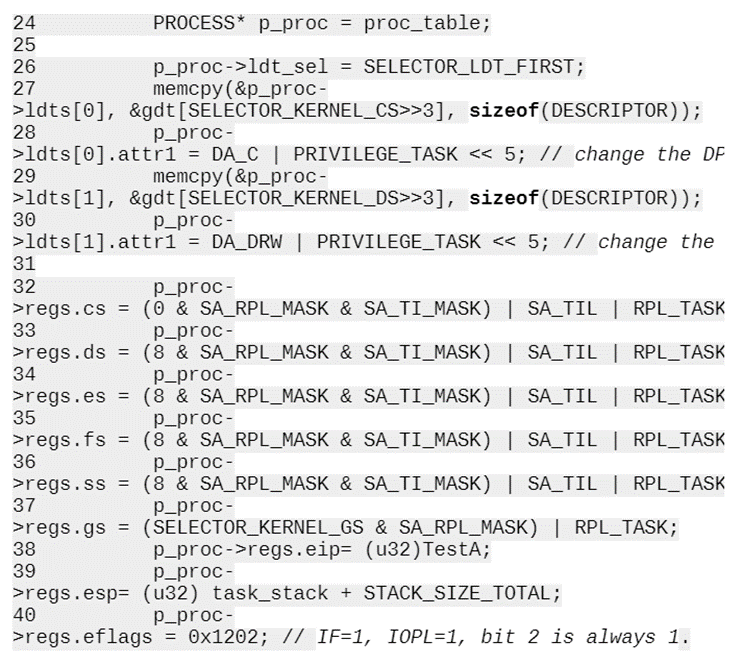 24          PROCESS* p_proc = proc_table;
25
26          p_proc->ldt_sel = SELECTOR_LDT_FIRST;
27          memcpy(&p_proc-
>ldts[0], &gdt[SELECTOR_KERNEL_CS>>3], sizeof(DESCRIPTOR));
28          p_proc-
>ldts[0].attr1 = DA_C | PRIVILEGE_TASK << 5; // change the DP
29          memcpy(&p_proc-
>ldts[1], &gdt[SELECTOR_KERNEL_DS>>3], sizeof(DESCRIPTOR));
30          p_proc-
>ldts[1].attr1 = DA_DRW | PRIVILEGE_TASK << 5; // change the
31
32          p_proc-
>regs.cs = (0 & SA_RPL_MASK & SA_TI_MASK) | SA_TIL | RPL_TASK
33          p_proc-
>regs.ds = (8 & SA_RPL_MASK & SA_TI_MASK) | SA_TIL | RPL_TASK
34          p_proc-
>regs.es = (8 & SA_RPL_MASK & SA_TI_MASK) | SA_TIL | RPL_TASK
35          p_proc-
>regs.fs = (8 & SA_RPL_MASK & SA_TI_MASK) | SA_TIL | RPL_TASK
36          p_proc-
>regs.ss = (8 & SA_RPL_MASK & SA_TI_MASK) | SA_TIL | RPL_TASK
37          p_proc-
>regs.gs = (SELECTOR_KERNEL_GS & SA_RPL_MASK) | RPL_TASK;
38          p_proc->regs.eip= (u32)TestA;
39          p_proc-
>regs.esp= (u32) task_stack + STACK_SIZE_TOTAL;
40          p_proc-
>regs.eflags = 0x1202; // IF=1, IOPL=1, bit 2 is always 1.